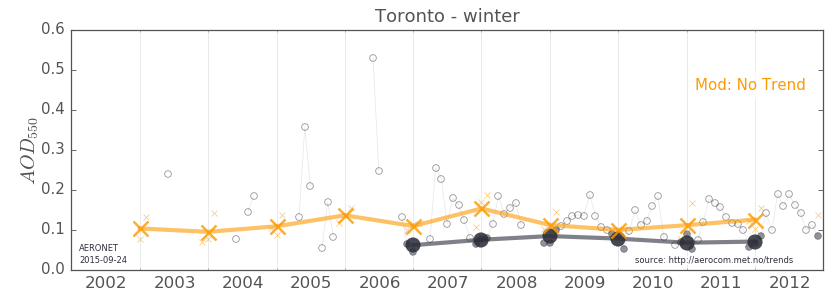 Toronto - winter
0.6
0.5
0.4
0.3
0.2
0.1
0.0
AOD550
Mod: No Trend
AERONET
2015-09-24
source: http://aerocom.met.no/trends
2002 2003 2004 2005 2006 2007 2008 2009 2010 2011 2012